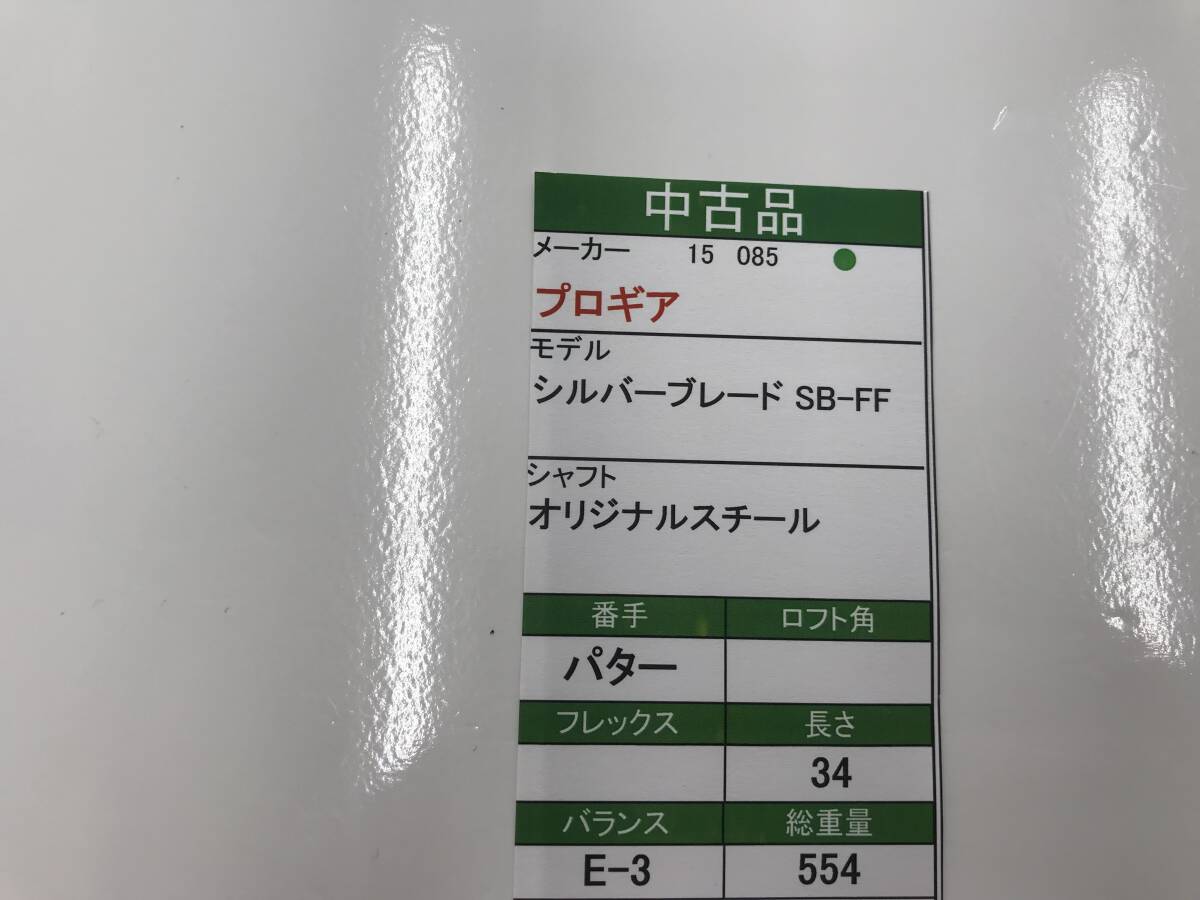 中古品
メーカー 15 085
プロギア
モデル
シルバーブレード SB-FF
シャフト
オリジナルスチール
番手 ロフト角
パター
フレックス 長さ
34
バランス 総重量
E-3 554